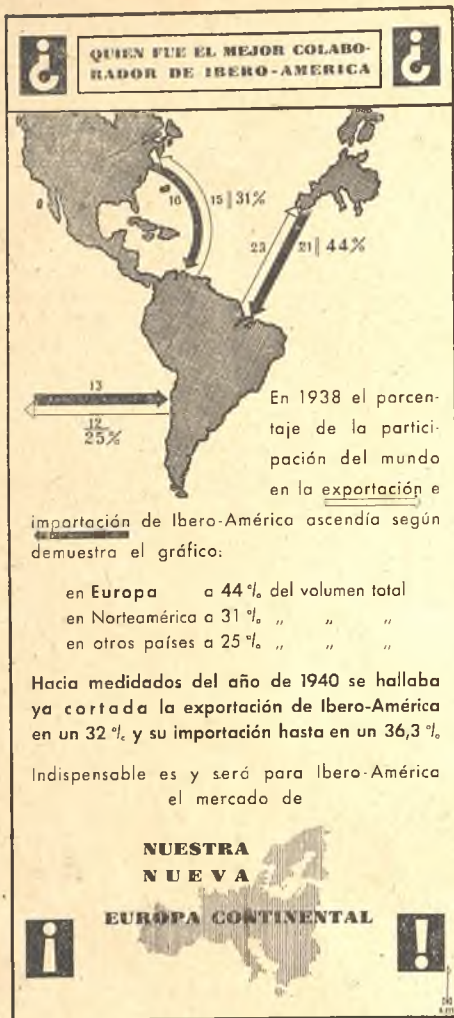 ¿ QUIEN FUE EL MEJOR COLABO-
RADOR DE IBERO-AMERICA ¿
16 15 31%
23 21 44%
13
12
25%
En 1938 el porcen-
taje de la partici-
pación del mundo
en la exportación e
importación de Ibero-América ascendía según
demuestra el gráfico:
en Europa a 44 % del volumen total
en Norteamérica a 31 % „ „ „
en otros países a 25 % „ „ „
Hacia medidados del año de 1940 se hallaba
ya cortada la exportación de Ibero-América
en un 32 % y su importación hasta en un 36,3 %
Indispensable es y será para Ibero-América
el mercado de
NUESTRA
NUEVA
EUROPA CONTINENTAL
¡ !